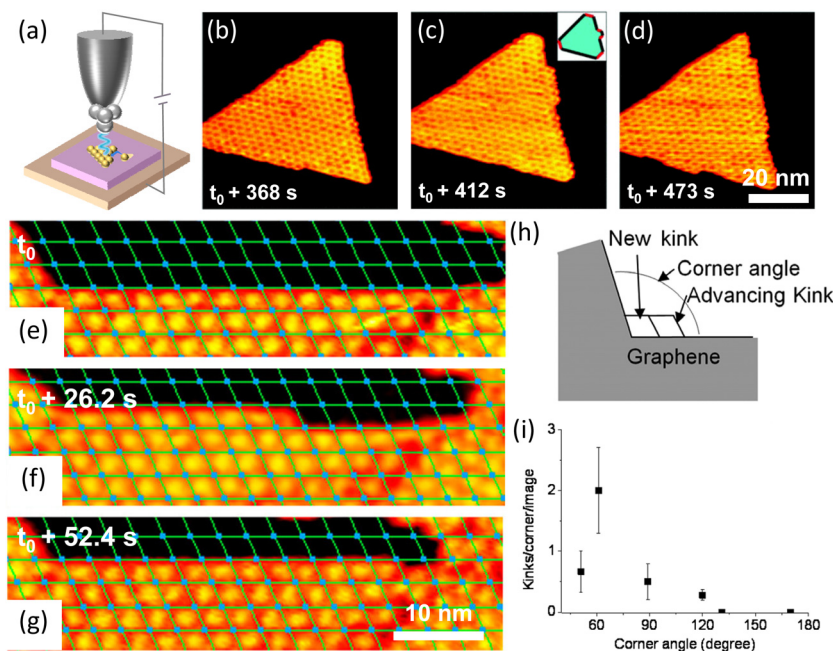 (a)
(b)
(c)
(d)
t0 + 368 s
t0 + 412 s
t0 + 473 s
20 nm
t0
(e)
t0 + 26.2 s
(f)
t0 + 52.4 s
(g)
10 nm
(h)
New kink
Corner angle
Advancing Kink
Graphene
(i)
Kinks/corner/image
3
2
1
0
60
90
120
150
180
Corner angle (degree)